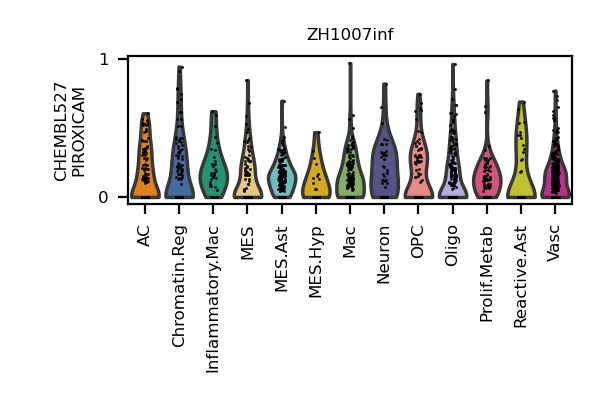 ZH1007inf
CHEMBL527
PIROXICAM
1
0
AC
Chromatin.Reg
Inflammatory.Mac
MES
MES.Ast
MES.Hyp
Mac
Neuron
OPC
Oligo
Prolif.Metab
Reactive.Ast
Vasc